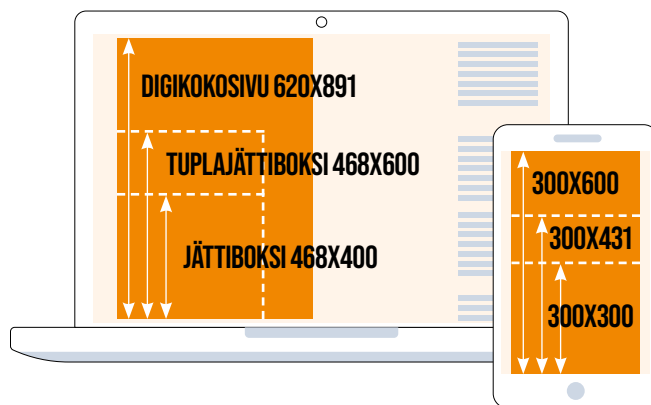 DIGIKOKOSIVU 620X891
TUPLAJÄTTIBOKSI 468X600
JÄTTIBOKSI 468X400
300X600
300X431
300X300